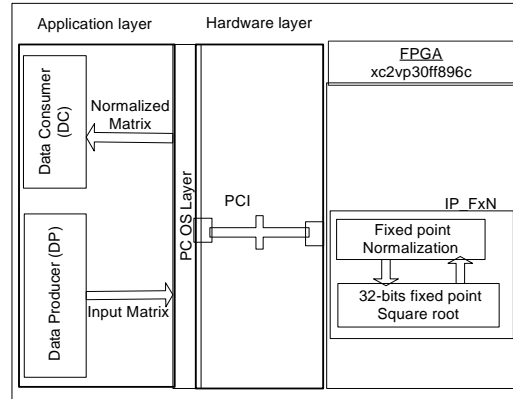 Application layer
Hardware layer
FPGA
xc2vp30ff896c
Data Consumer
(DC)
Normalized
Matrix
PC OS Layer
PCI
IP_FxN
Fixed point
Normalization
Data Producer (DP)
Input Matrix
32-bits fixed point
Square root